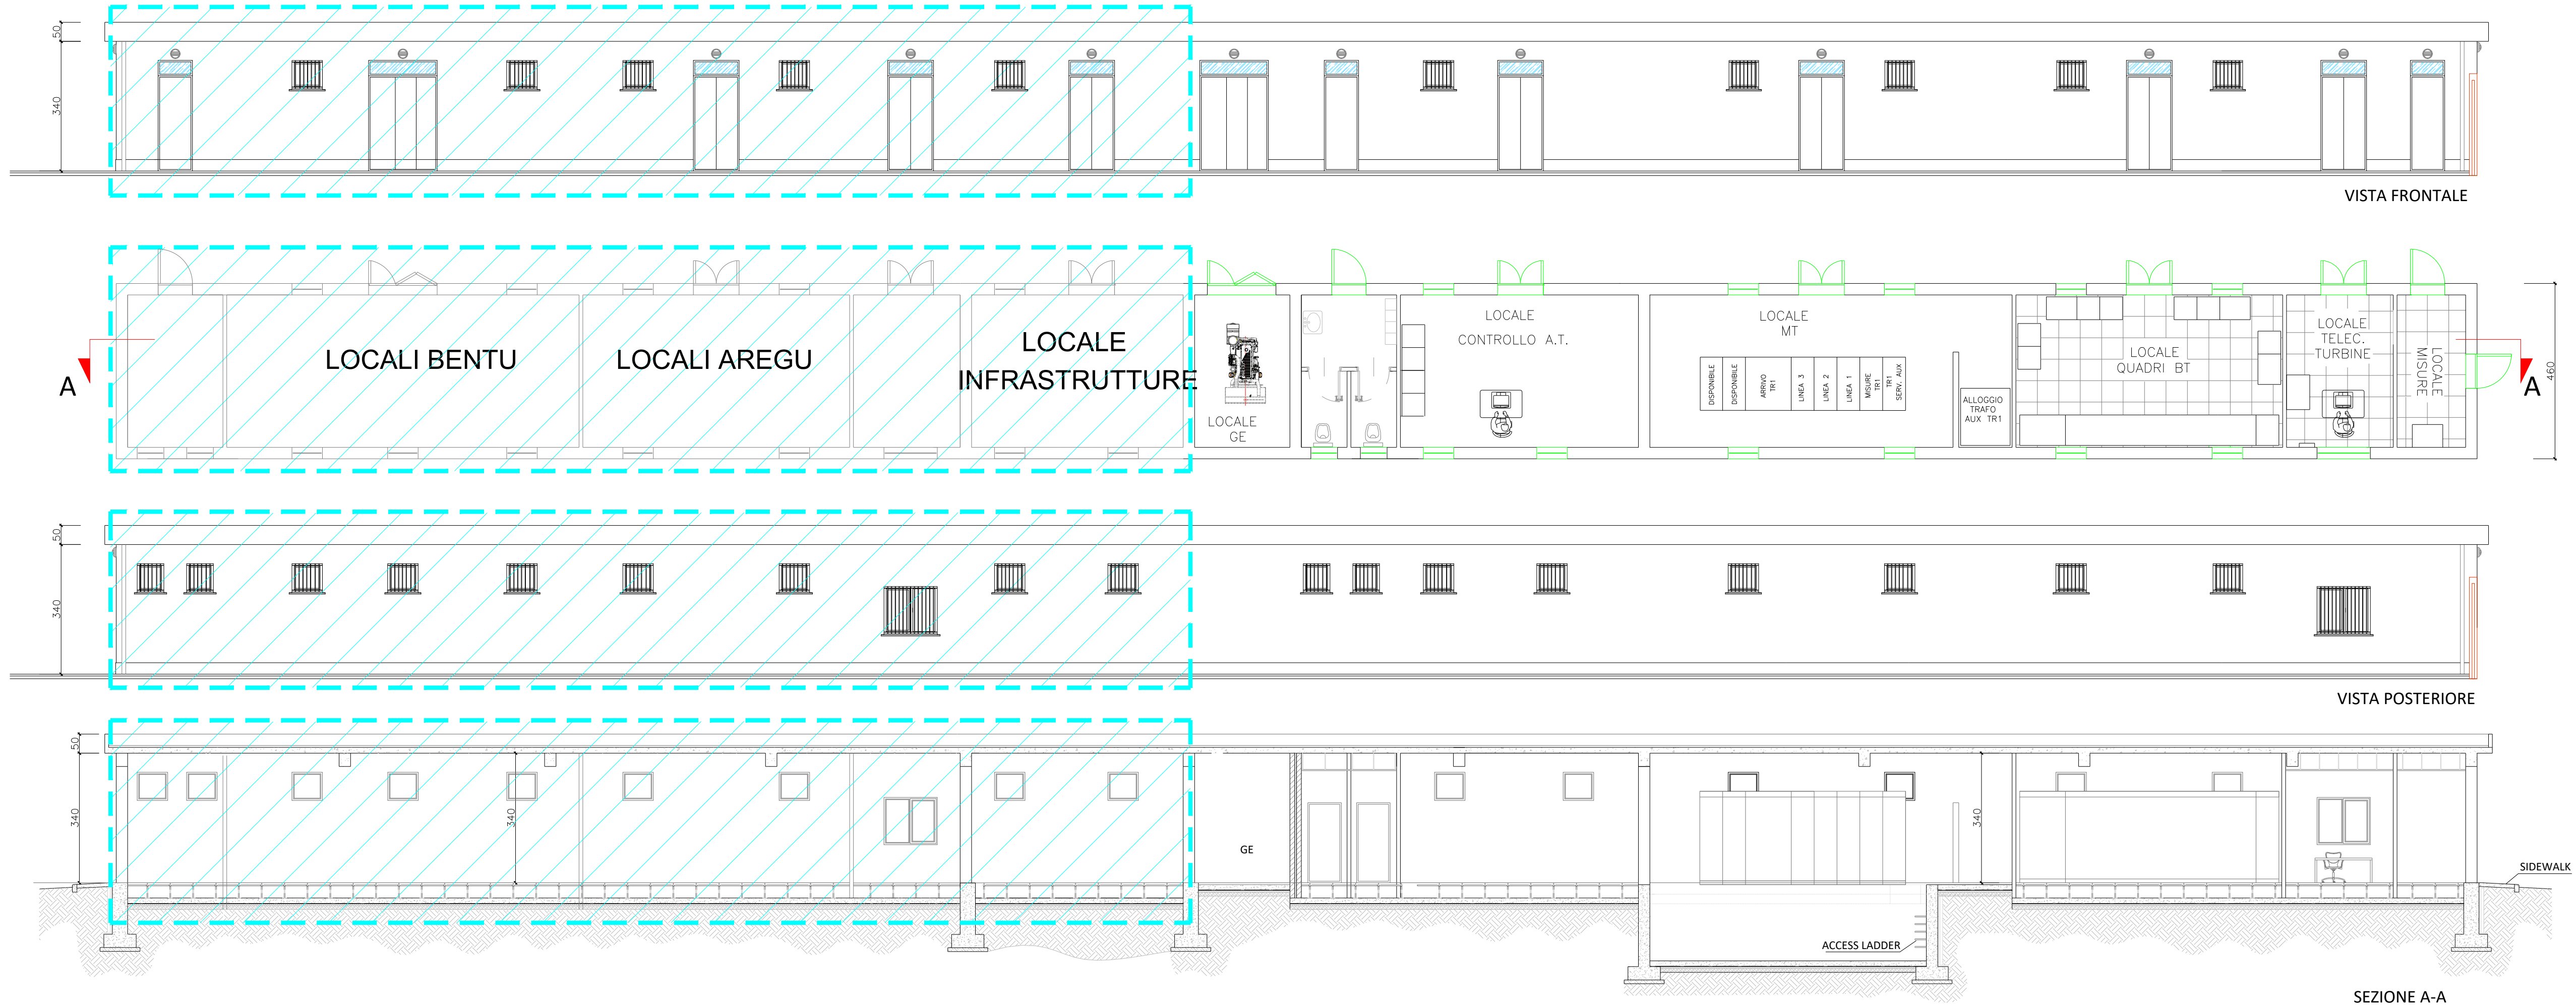 50
340
VISTA FRONTALE
LOCALI BENTU
LOCALI AREGU
LOCALE
INFRASTRUTTURE
LOCALE
GE
LOCALE
CONTROLLO A.T.
LOCALE
MT
DISPONIBILE
DISPONIBILE
ARRIVO
TR1
LINEA 3
LINEA 2
LINEA 1
MISURE
TR1
TR1
SERV. AUX
ALLOGGIO
TRAFO
AUX TR1
LOCALE
QUADRI BT
LOCALE
TELEC.
TURBINE
LOCALE
MISURE
A
A
460
50
340
VISTA POSTERIORE
50
340
340
GE
340
SIDEWALK
ACCESS LADDER
SEZIONE A-A